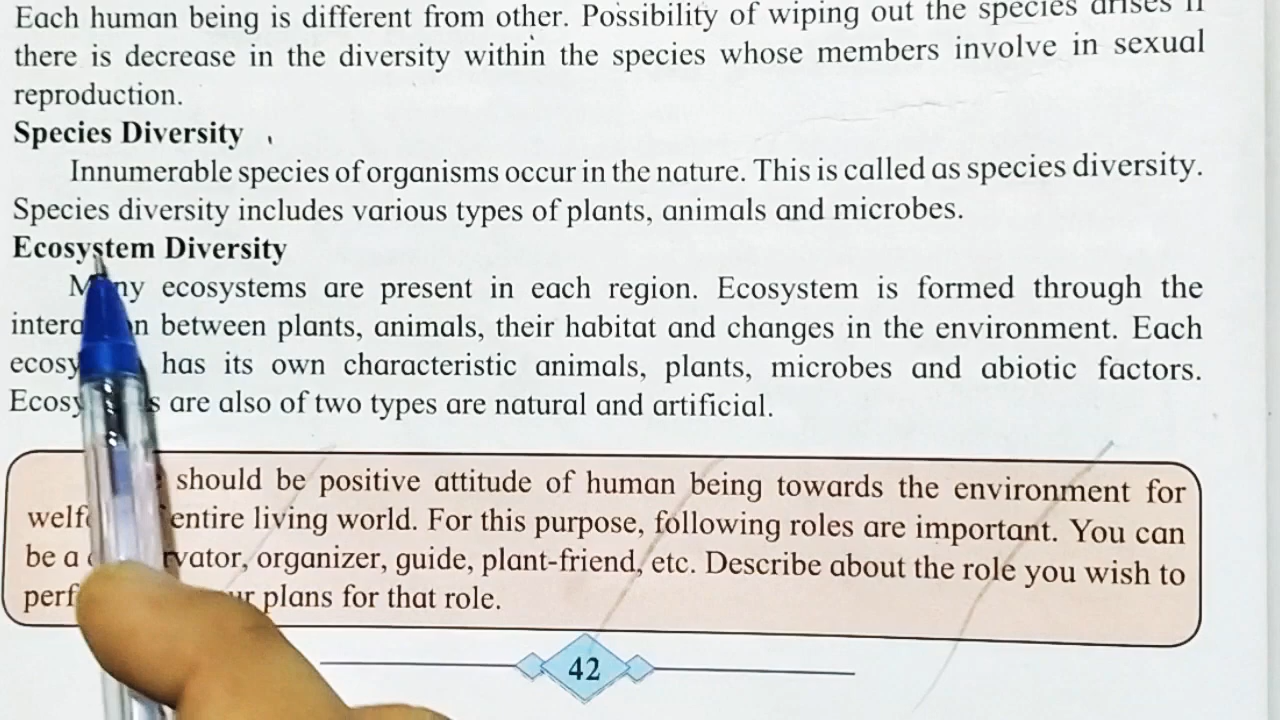 Each human being is different from other. Possibility of wiping out the species arises if
there is decrease in the diversity within the species whose members involve in sexual
reproduction.
Species Diversity
Innumerable species of organisms occur in the nature. This is called as species diversity.
Species diversity includes various types of plants, animals and microbes.
Ecosystem Diversity
Many ecosystems are present in each region. Ecosystem is formed through the
between plants, animals, their habitat and changes in the environment. Each
has its own characteristic animals, plants, microbes and abiotic factors.
are also of two types are natural and artificial.
should be positive attitude of human being towards the environment for
entire living world. For this purpose, following roles are important. You can
be a organizer, guide, plant-friend, etc. Describe about the role you wish to
plans for that role.
42